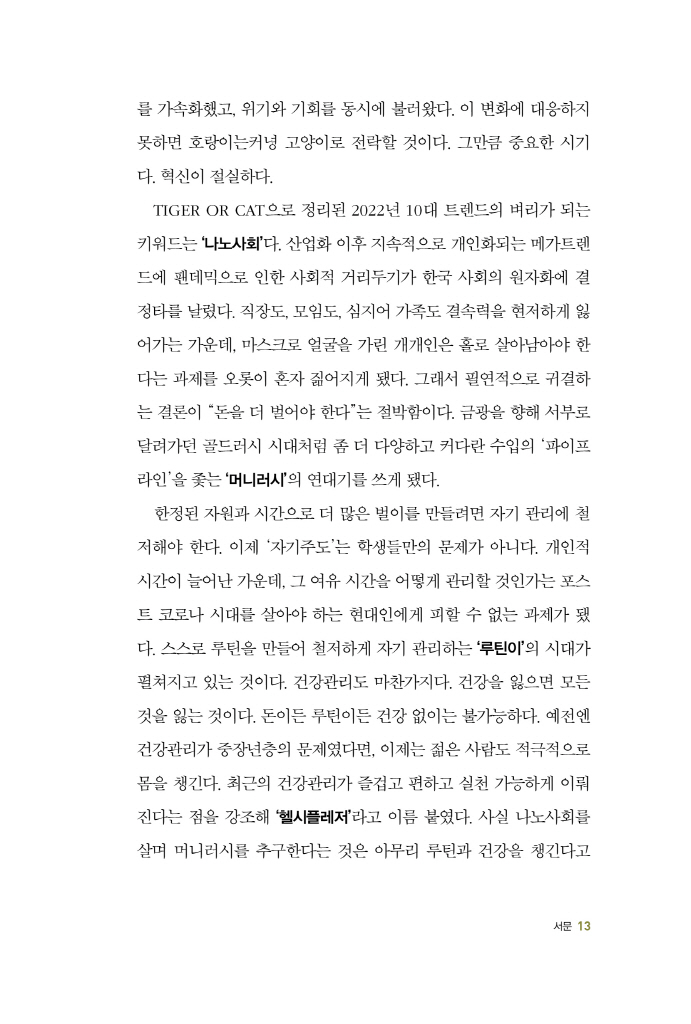 를 가속화했고, 위기와 기회를 동시에 불러왔다. 이 변화에 대응하지
못하면 호랑이는커녕 고양이로 전락할 것이다. 그만큼 중요한 시기
다. 혁신이 절실하다.
TIGER OR CAT으로 정리된 2022년 10대 트렌드의 벼리가 되는
키워드는 ‘나노사회’다. 산업화 이후 지속적으로 개인화되는 메가트렌
드에 팬데믹으로 인한 사회적 거리두기가 한국 사회의 원자화에 결
정타를 날렸다. 직장도, 모임도, 심지어 가족도 결속력을 현저하게 잃
어가는 가운데, 마스크로 얼굴을 가린 개개인은 홀로 살아남아야 한
다는 과제를 오롯이 혼자 짊어지게 됐다. 그래서 필연적으로 귀결하
는 결론이 “돈을 더 벌어야 한다”는 절박함이다. 금광을 향해 서부로
달려가던 골드러시 시대처럼 좀 더 다양하고 커다란 수입의 ‘파이프
라인’을 좇는 ‘머니러시’의 연대기를 쓰게 됐다.
한정된 자원과 시간으로 더 많은 벌이를 만들려면 자기 관리에 철
저해야 한다. 이제 ‘자기주도’는 학생들만의 문제가 아니다. 개인적
시간이 늘어난 가운데, 그 여유 시간을 어떻게 관리할 것인가는 포스
트 코로나 시대를 살아야 하는 현대인에게 피할 수 없는 과제가 됐
다. 스스로 루틴을 만들어 철저하게 자기 관리하는 ‘루틴이’의 시대가
펼쳐지고 있는 것이다. 건강관리도 마찬가지다. 건강을 잃으면 모든
것을 잃는 것이다. 돈이든 루틴이든 건강 없이는 불가능하다. 예전엔
건강관리가 중장년층의 문제였다면, 이제는 젊은 사람도 적극적으로
몸을 챙긴다. 최근의 건강관리가 즐겁고 편하고 실천 가능하게 이뤄
진다는 점을 강조해 ‘헬시플레저’라고 이름 붙였다. 사실 나노사회를
살며 머니러시를 추구한다는 것은 아무리 루틴과 건강을 챙긴다고
서문 13